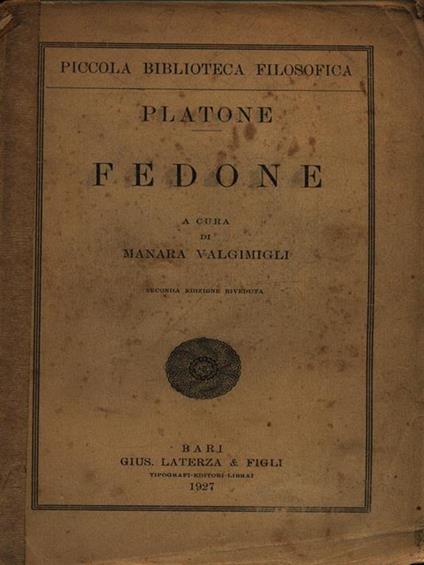 PICCOLA BIBLIOTECA FILOSOFICA
PLATONE
FEDONE
A CURA
DI
MANARA VALGIMIGLI
SECONDA EDIZIONE RIVEDUTA
BARI
GIUS. LATERZA & FIGLI
TIPOGRAFI-EDITORI-LIBRAI
1927